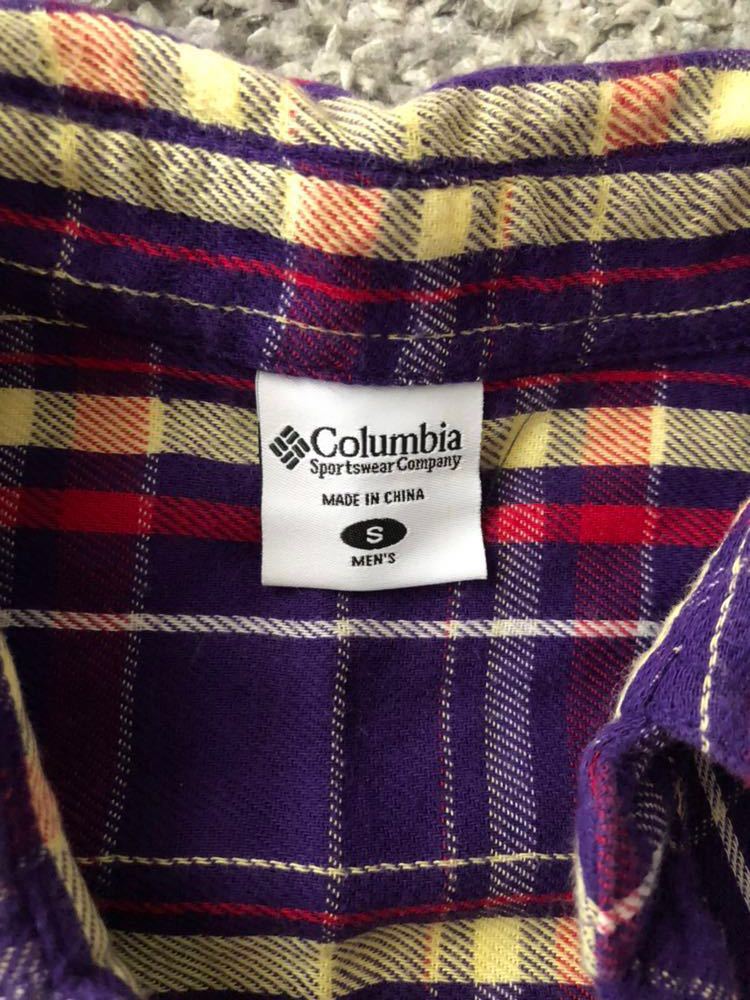 Columbia
Sportswear Company
MADE IN CHINA
S
MEN'S